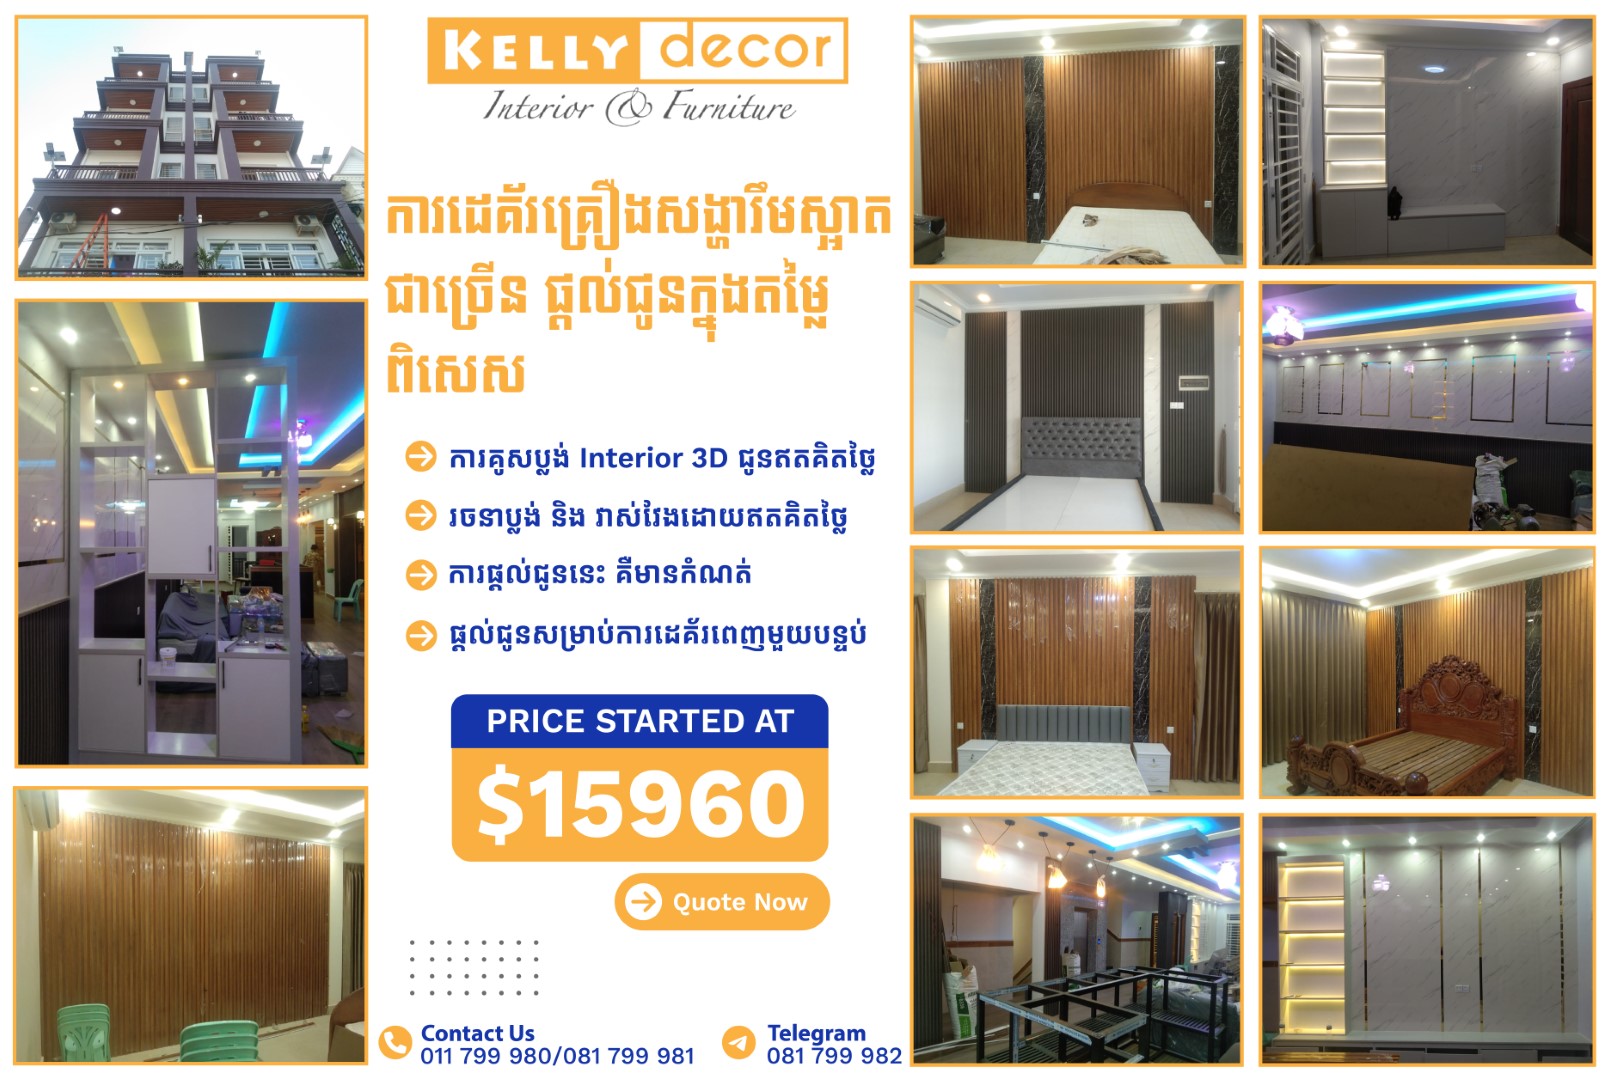 KELLY decor
Interior & Furniture
ការដេគ័រគ្រឿងសង្ហារឹមស្អាត
ជាច្រើន ផ្តល់ជូនក្នុងតម្លៃ
ពិសេស
ការគូសប្លង់ Interior 3D ជូនឥតគិតថ្លៃ
រចនាប្លង់ និង វាស់វែងដោយឥតគិតថ្លៃ
ការផ្តល់ជូននេះ គឺមានកំណត់
ផ្តល់ជូនសម្រាប់ការដេគ័រពេញមួយបន្ទប់
PRICE STARTED AT
$15960
Quote Now
Contact Us
011 799 980/081 799 981
Telegram
081 799 982